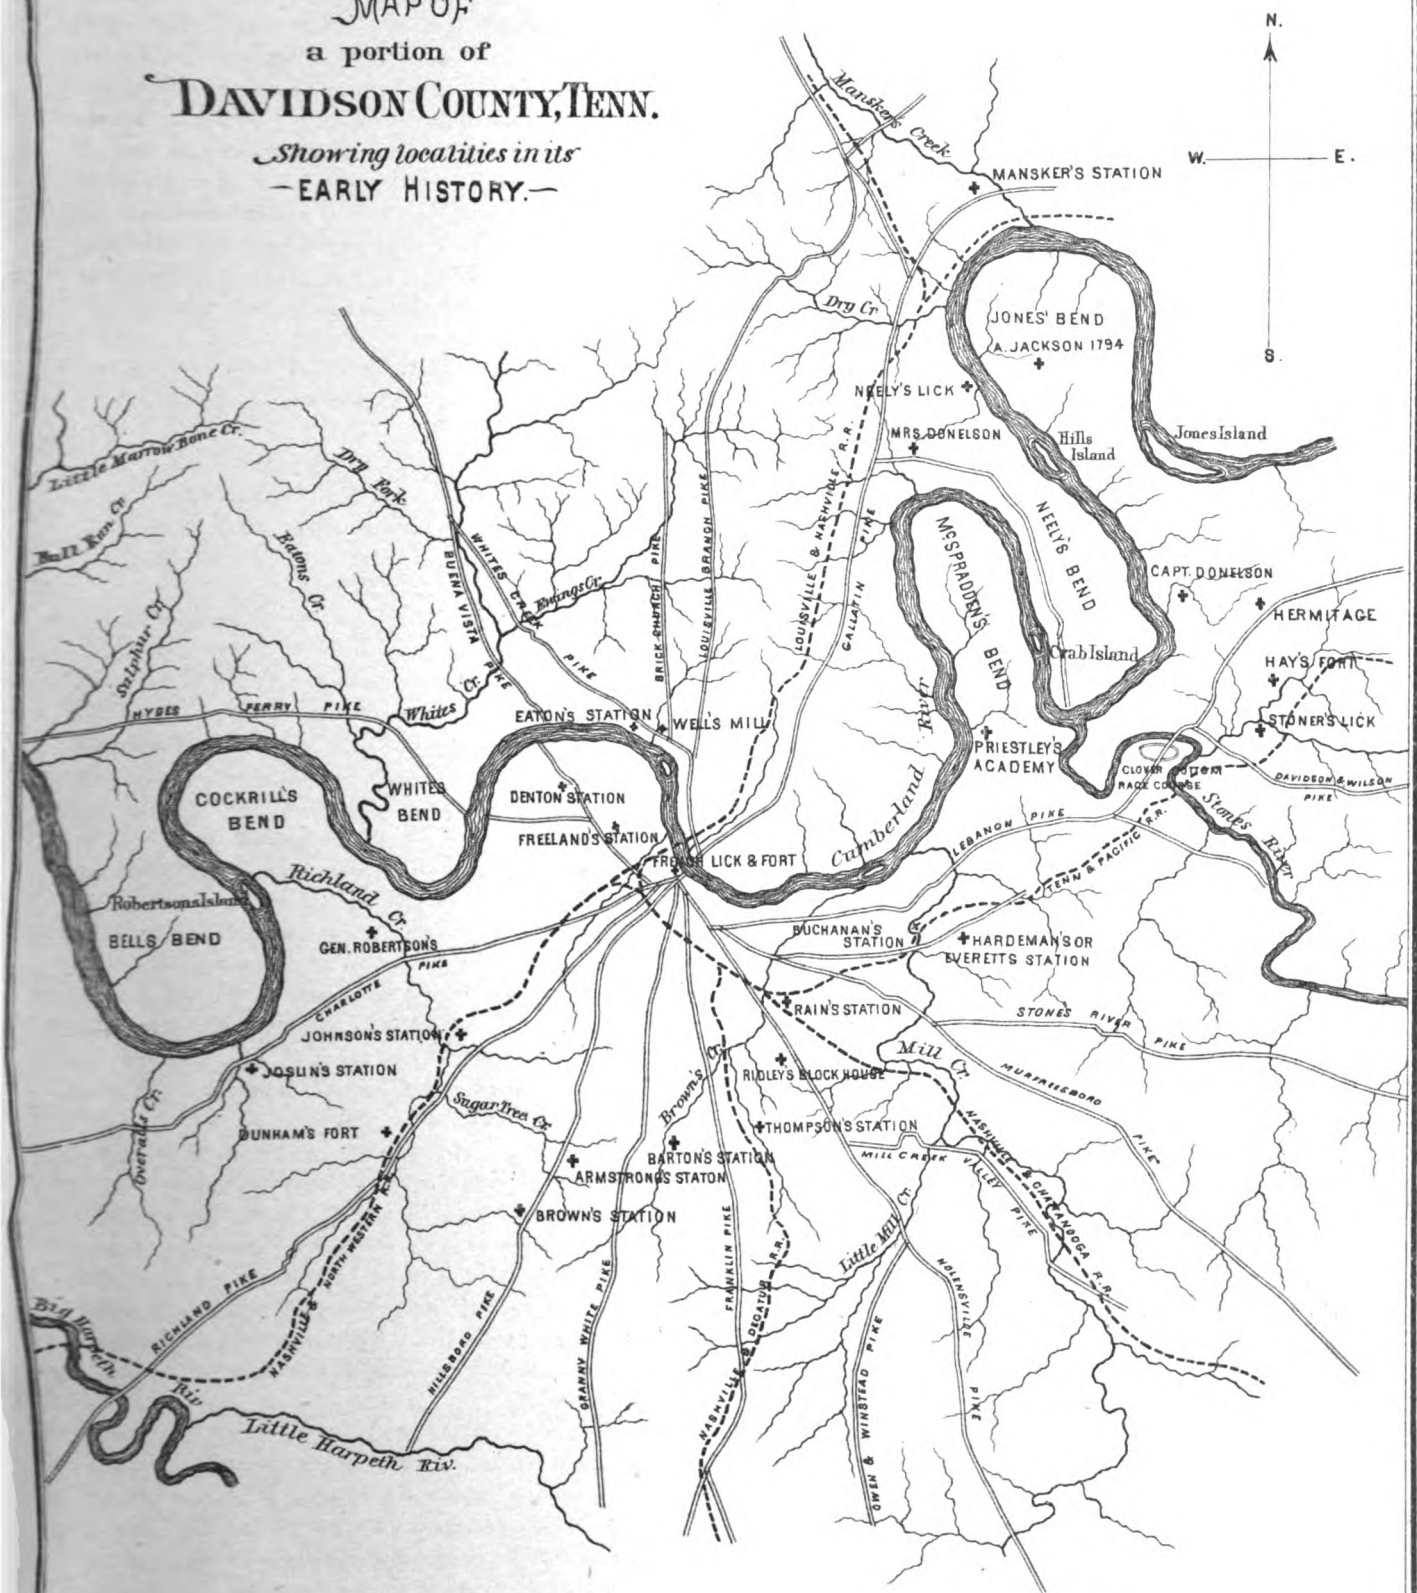 MAP OF
a portion of
DAVIDSON COUNTY, TENN.
Showing localities in its
—EARLY HISTORY.—
N.
W.
E.
S.
Mansker's Creek
MANSKER'S STATION
Dry Cr.
JONES' BEND
A. JACKSON 1794
NEELY'S LICK
MRS. DONELSON
Hills
Island
Jones Island
Little Marrow Bone Cr.
Dry Fork
Bull Run Cr.
Eatons Cr.
Sulphur Cr.
BUENA VISTA PIKE
WHITES CREEK PIKE
Ewings Cr.
BRICK CHURCH PIKE
LOUISVILLE BRANCH PIKE
LOUISVILLE & NASHVILLE R.R.
GALLATIN PIKE
McSPRADDEN'S BEND
NEELY'S BEND
CAPT. DONELSON
HERMITAGE
Crab Island
HAY'S FORT
STONER'S LICK
HYDES FERRY PIKE
Whites Cr.
EATON'S STATION
WELL'S MILL
PRIESTLEY'S
ACADEMY
CLOVER BOTTOM
RACE COURSE
DAVIDSON & WILSON
PIKE
COCKRILL'S
BEND
WHITES
BEND
DENTON STATION
FREELAND'S STATION
FRENCH LICK & FORT
Cumberland River
LEBANON PIKE
TENN & PACIFIC R.R.
Stones River
Richland Cr.
Robertsons Island
BELLS BEND
GEN. ROBERTSON'S
CHARLOTTE PIKE
BUCHANAN'S
STATION
HARDEMAN'S OR
EVERETTS STATION
JOHNSON'S STATION
RAIN'S STATION
STONE'S RIVER PIKE
JOSLIN'S STATION
RIDLEY'S BLOCK HOUSE
Mill Cr.
MURFREESBORO PIKE
Overalls Cr.
Sugar Tree Cr.
Brown's Cr.
DUNHAM'S FORT
THOMPSON'S STATION
BARTON'S STATION
MILL CREEK VALLEY PIKE
NASHVILLE & CHATTANOOGA R.R.
ARMSTRONG'S STATON
BROWN'S STATION
Little Mill Cr.
NOLENSVILLE PIKE
RICHLAND PIKE
NASHVILLE & NORTH WESTERN R.R.
HILLSBORO PIKE
GRANNY WHITE PIKE
FRANKLIN PIKE
NASHVILLE & DECATUR R.R.
OWEN & WINSTEAD PIKE
Big Harpeth Riv
Little Harpeth Riv.